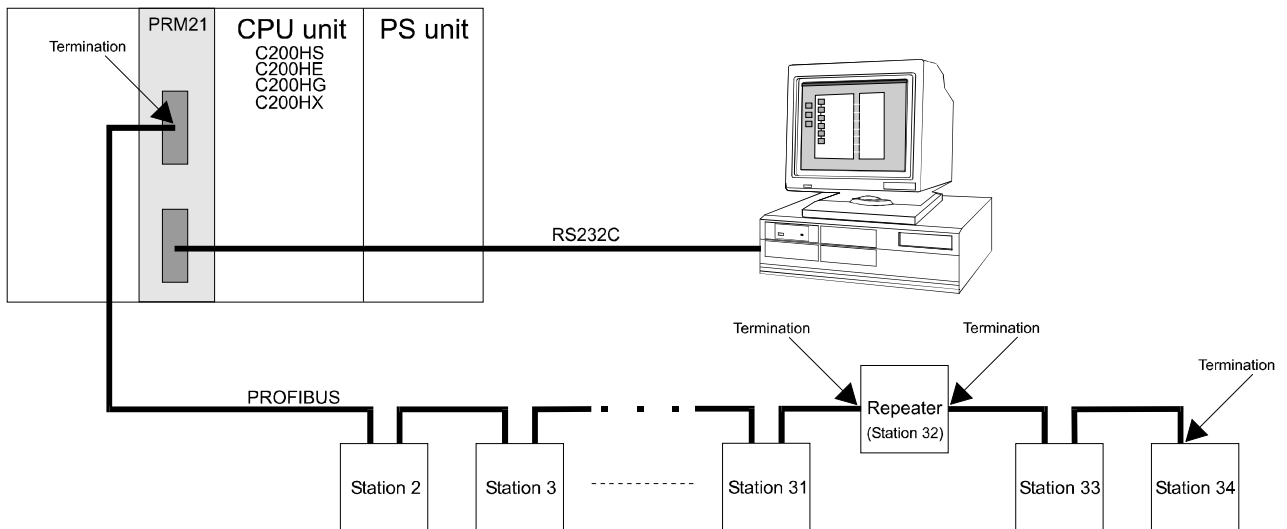 PRM21
CPU unit
PS unit
C200HS
C200HE
C200HG
C200HX
Termination
RS232C
Termination
Termination
Termination
PROFIBUS
Repeater
(Station 32)
Station 2
Station 3
Station 31
Station 33
Station 34